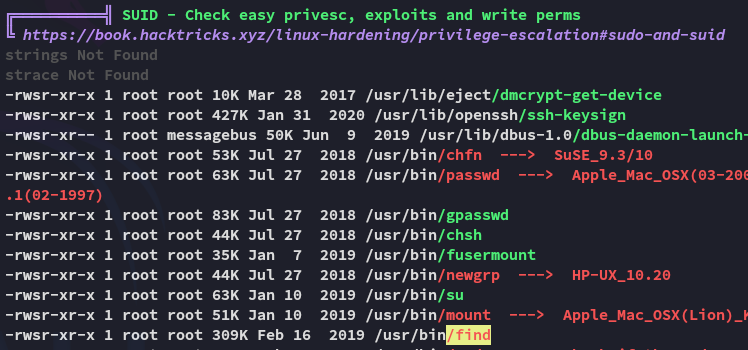 SUID - Check easy privesc, exploits and write perms
https://book.hacktricks.xyz/linux-hardening/privilege-escalation#sudo-and-suid
strings Not Found
strace Not Found
-rwsr-xr-x 1 root root 10K Mar 28  2017 /usr/lib/eject/dmcrypt-get-device
-rwsr-xr-x 1 root root 427K Jan 31  2020 /usr/lib/openssh/ssh-keysign
-rwsr-xr-- 1 root messagebus 50K Jun  9  2019 /usr/lib/dbus-1.0/dbus-daemon-launch-
-rwsr-xr-x 1 root root 53K Jul 27  2018 /usr/bin/chfn  --->  SuSE_9.3/10
-rwsr-xr-x 1 root root 63K Jul 27  2018 /usr/bin/passwd  --->  Apple_Mac_OSX(03-200
.1(02-1997)
-rwsr-xr-x 1 root root 83K Jul 27  2018 /usr/bin/gpasswd
-rwsr-xr-x 1 root root 44K Jul 27  2018 /usr/bin/chsh
-rwsr-xr-x 1 root root 35K Jan  7  2019 /usr/bin/fusermount
-rwsr-xr-x 1 root root 44K Jul 27  2018 /usr/bin/newgrp  --->  HP-UX_10.20
-rwsr-xr-x 1 root root 63K Jan 10  2019 /usr/bin/su
-rwsr-xr-x 1 root root 51K Jan 10  2019 /usr/bin/mount  --->  Apple_Mac_OSX(Lion)_K
-rwsr-xr-x 1 root root 309K Feb 16  2019 /usr/bin/find